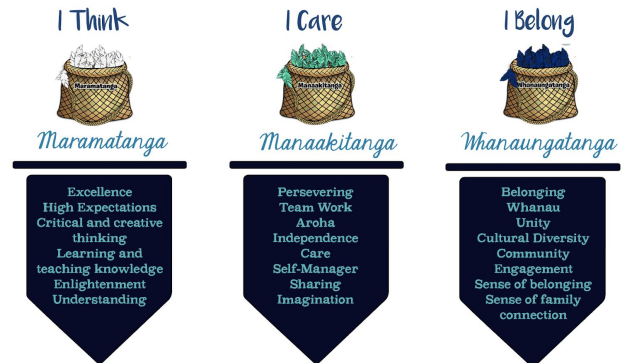 I Think
Maramatanga
Maramatanga
Excellence
High Expectations
Critical and creative
thinking
Learning and
teaching knowledge
Enlightenment
Understanding
I Care
Manaakitanga
Manaakitanga
Persevering
Team Work
Aroha
Independence
Care
Self-Manager
Sharing
Imagination
I Belong
Whanaungatanga
Whanaungatanga
Belonging
Whanau
Unity
Cultural Diversity
Community
Engagement
Sense of belonging
Sense of family
connection